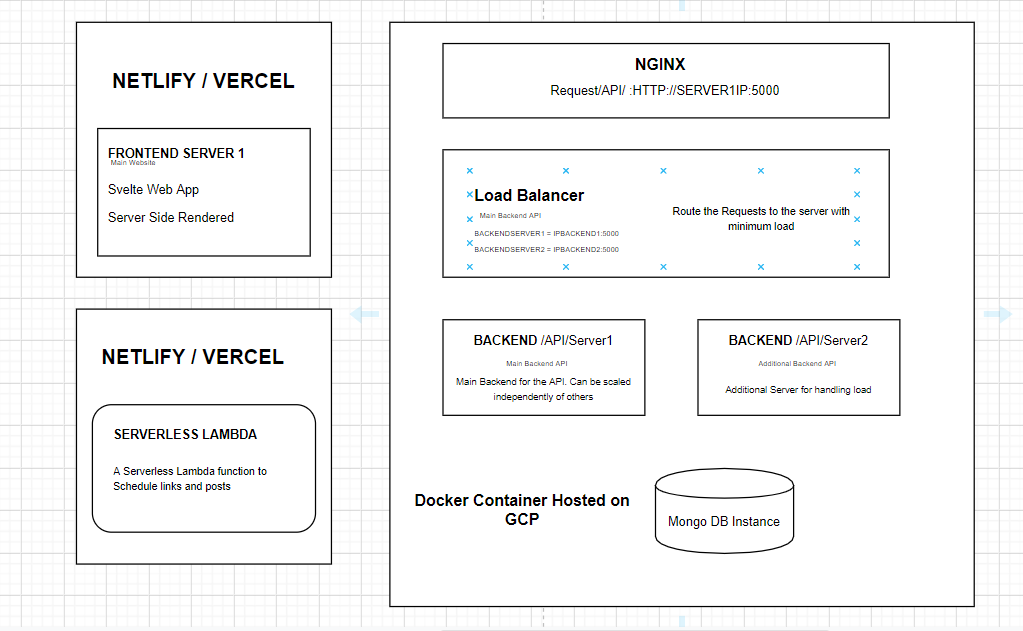 NETLIFY / VERCEL
FRONTEND SERVER 1
Main Website
Svelte Web App
Server Side Rendered
NETLIFY / VERCEL
SERVERLESS LAMBDA
A Serverless Lambda function to
Schedule links and posts
NGINX
Request/API/ :HTTP://SERVER1IP:5000
Load Balancer
Main Backend API
BACKENDSERVER1 = IPBACKEND1:5000
BACKENDSERVER2 = IPBACKEND2:5000
Route the Requests to the server with
minimum load
BACKEND /API/Server1
Main Backend API
Main Backend for the API. Can be scaled
independently of others
BACKEND /API/Server2
Additional Backend API
Additional Server for handling load
Docker Container Hosted on
GCP
Mongo DB Instance